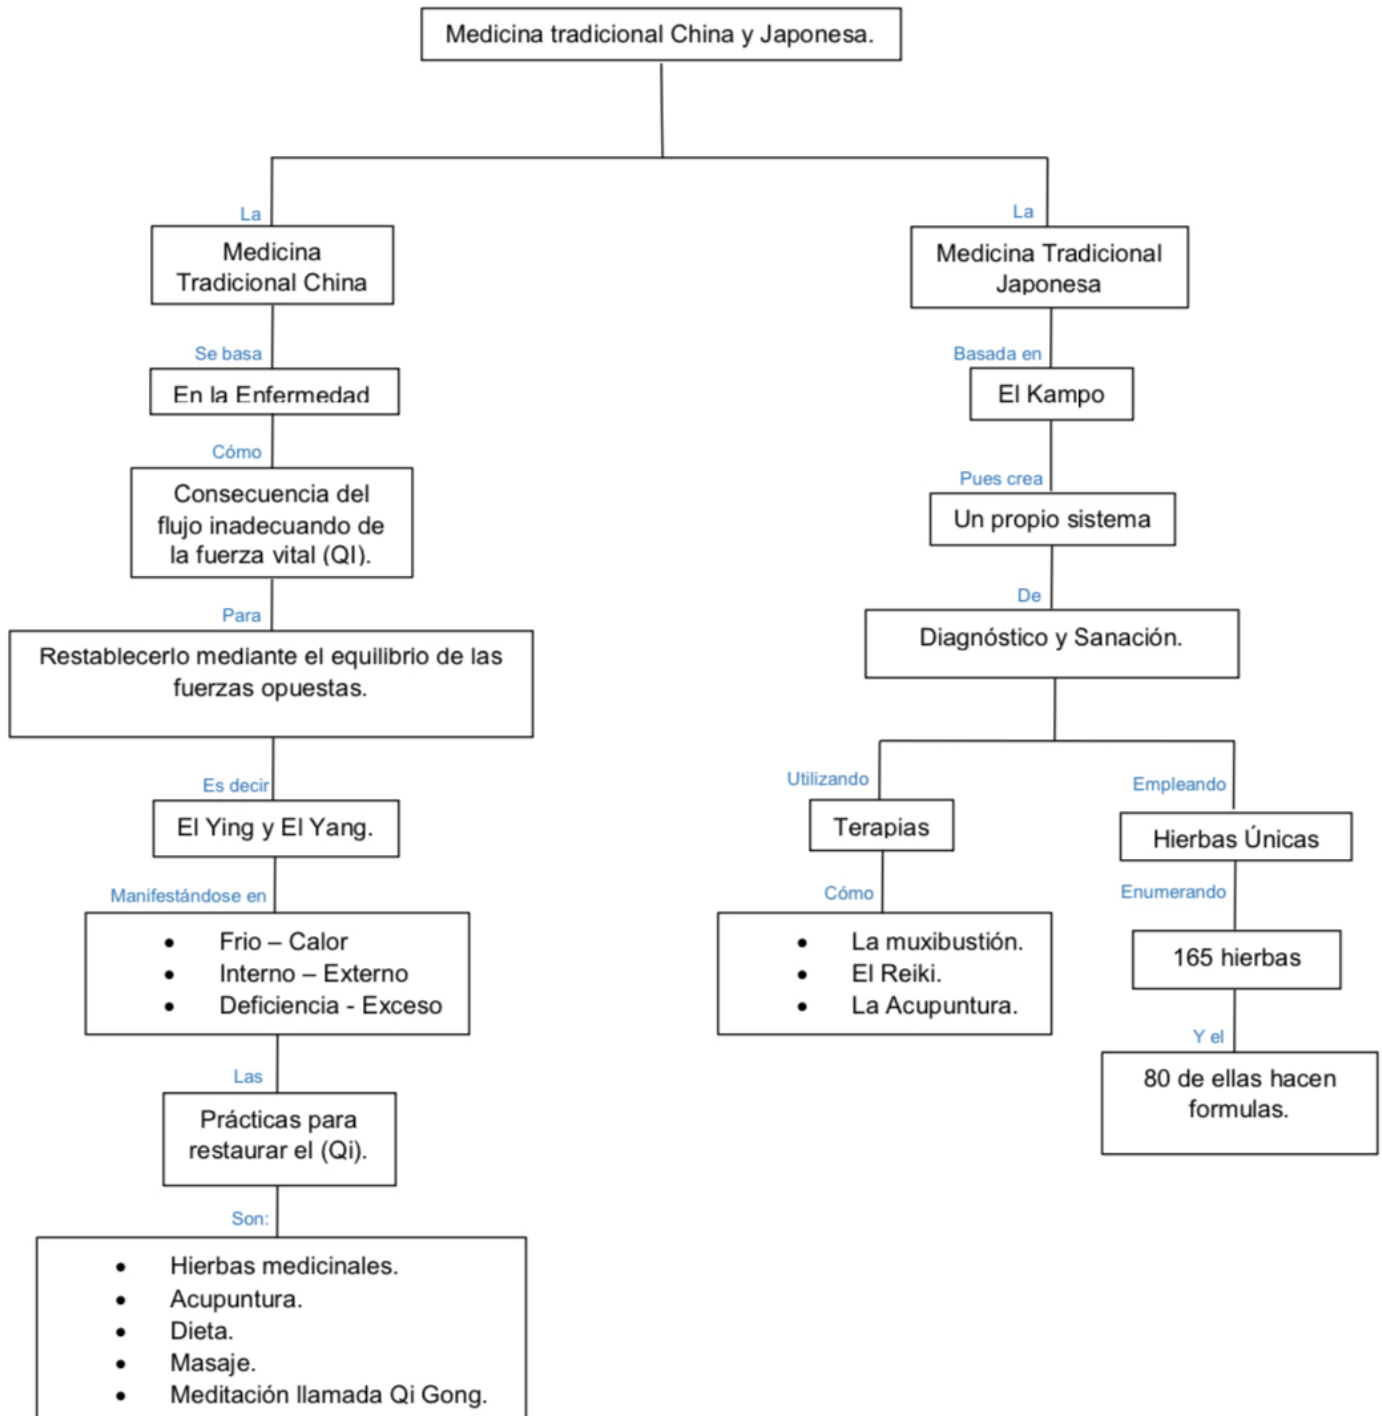 Medicina tradicional China y Japonesa.
La
Medicina
Tradicional China
Se basa
En la Enfermedad
Cómo
Consecuencia del
flujo inadecuando de
la fuerza vital (QI).
Para
Restablecerlo mediante el equilibrio de las
fuerzas opuestas.
Es decir
El Ying y El Yang.
Manifestándose en
• Frio – Calor
• Interno – Externo
• Deficiencia - Exceso
Las
Prácticas para
restaurar el (Qi).
Son:
• Hierbas medicinales.
• Acupuntura.
• Dieta.
• Masaje.
• Meditación llamada Qi Gong.
La
Medicina Tradicional
Japonesa
Basada en
El Kampo
Pues crea
Un propio sistema
De
Diagnóstico y Sanación.
Utilizando
Terapias
Cómo
• La muxibustión.
• El Reiki.
• La Acupuntura.
Empleando
Hierbas Únicas
Enumerando
165 hierbas
Y el
80 de ellas hacen
formulas.